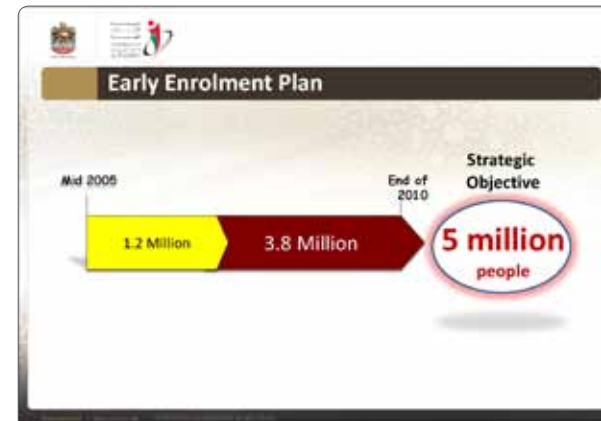 Early Enrolment Plan
Strategic
Objective
Mid 2005
End of
2010
1.2 Million
3.8 Million
5 million
people